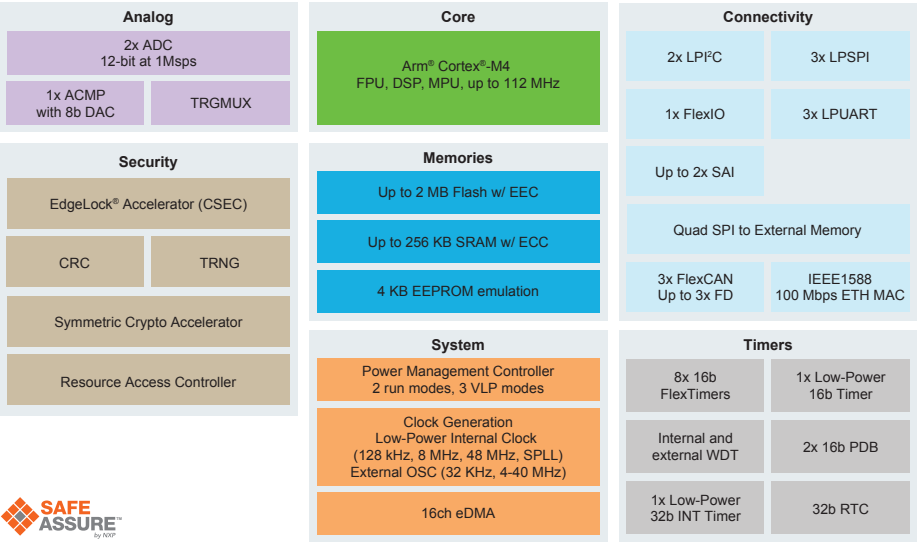 Analog
2x ADC
12-bit at 1Msps
1x ACMP
with 8b DAC
TRGMUX
Security
EdgeLock® Accelerator (CSEC)
CRC
TRNG
Symmetric Crypto Accelerator
Resource Access Controller
SAFE
ASSURE™
by NXP
Core
Arm® Cortex®-M4
FPU, DSP, MPU, up to 112 MHz
Memories
Up to 2 MB Flash w/ EEC
Up to 256 KB SRAM w/ ECC
4 KB EEPROM emulation
System
Power Management Controller
2 run modes, 3 VLP modes
Clock Generation
Low-Power Internal Clock
(128 kHz, 8 MHz, 48 MHz, SPLL)
External OSC (32 KHz, 4-40 MHz)
16ch eDMA
Connectivity
2x LPI²C
3x LPSPI
1x FlexIO
3x LPUART
Up to 2x SAI
Quad SPI to External Memory
3x FlexCAN
Up to 3x FD
IEEE1588
100 Mbps ETH MAC
Timers
8x 16b
FlexTimers
1x Low-Power
16b Timer
Internal and
external WDT
2x 16b PDB
1x Low-Power
32b INT Timer
32b RTC